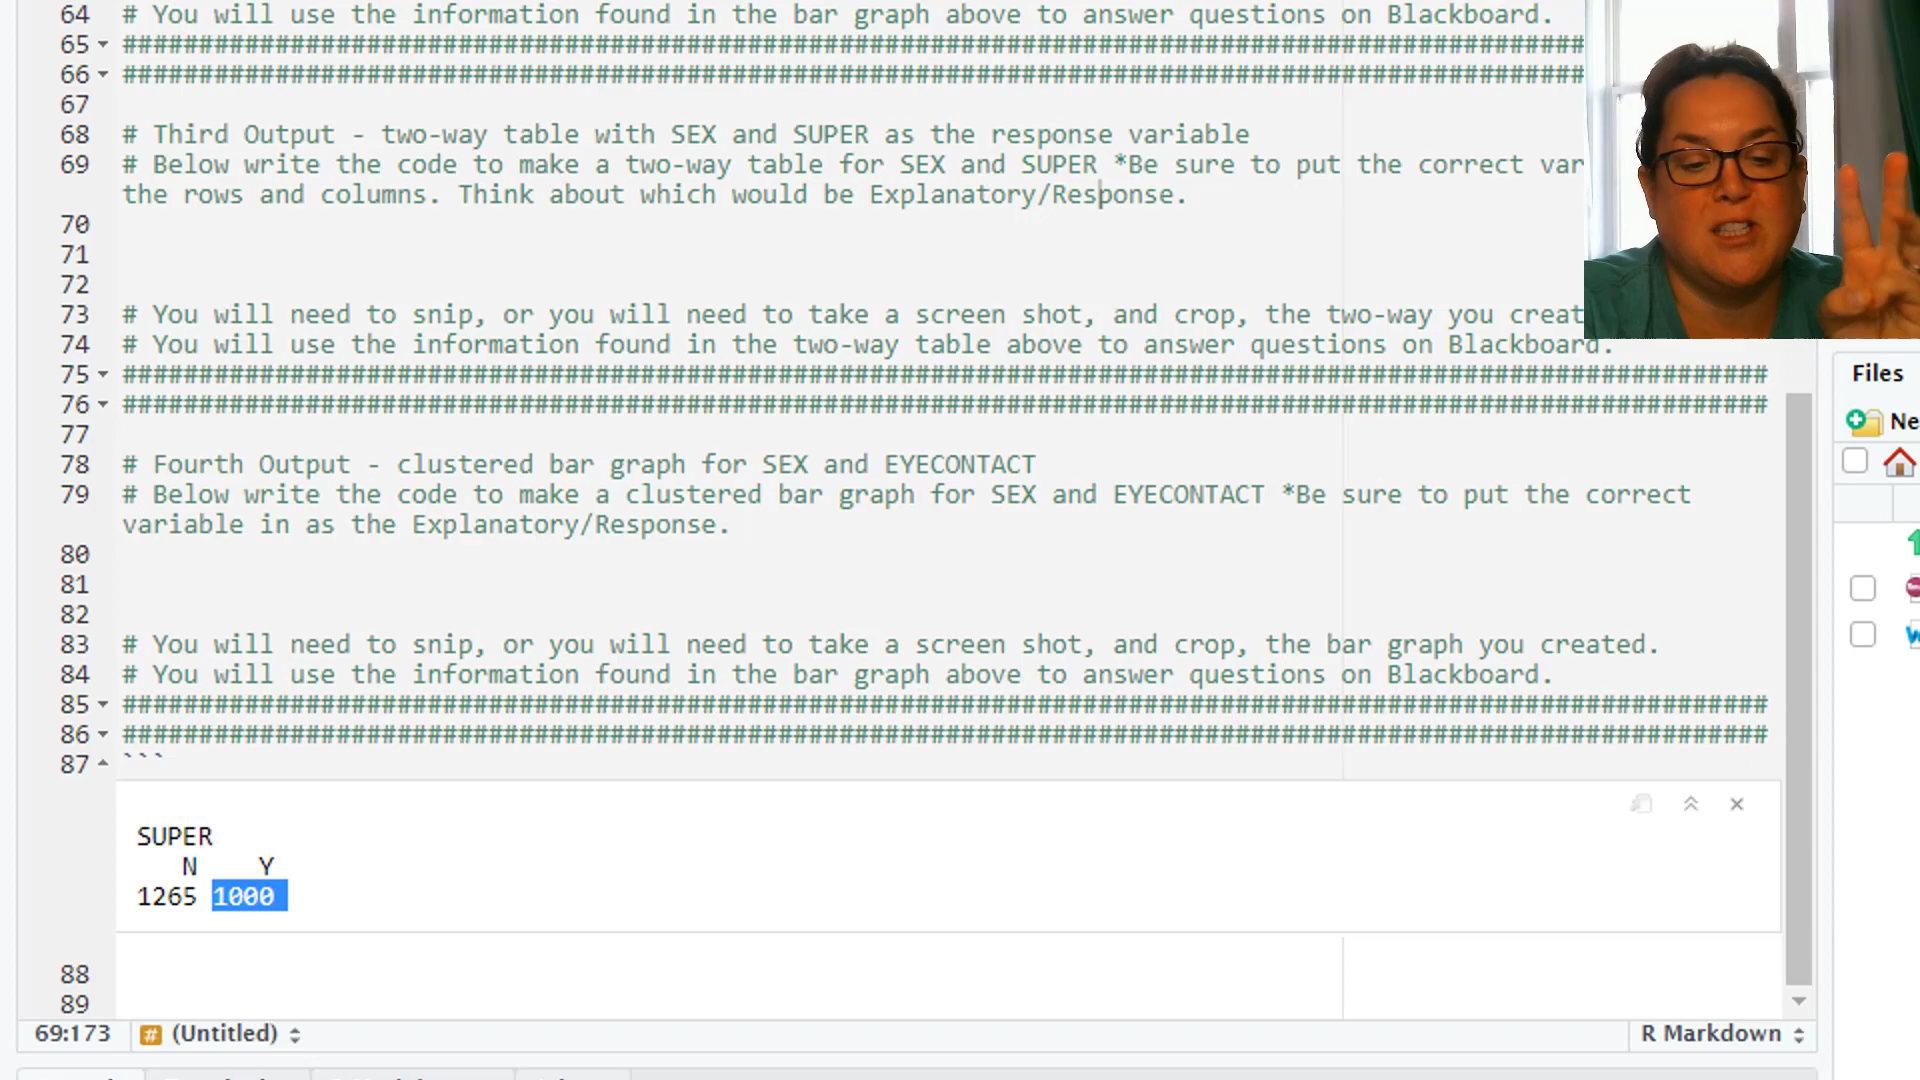 64 # You will use the information found in the bar graph above to answer questions on Blackboard.
65 ################################################################################################
66 ################################################################################################
67
68 # Third Output - two-way table with SEX and SUPER as the response variable
69 # Below write the code to make a two-way table for SEX and SUPER *Be sure to put the correct var
the rows and columns. Think about which would be Explanatory/Response.
70
71
72
73 # You will need to snip, or you will need to take a screen shot, and crop, the two-way you creat
74 # You will use the information found in the two-way table above to answer questions on Blackboard.
75 ############################################################################################################
76 ############################################################################################################
77
78 # Fourth Output - clustered bar graph for SEX and EYECONTACT
79 # Below write the code to make a clustered bar graph for SEX and EYECONTACT *Be sure to put the correct
variable in as the Explanatory/Response.
80
81
82
83 # You will need to snip, or you will need to take a screen shot, and crop, the bar graph you created.
84 # You will use the information found in the bar graph above to answer questions on Blackboard.
85 ############################################################################################################
86 ############################################################################################################
87 ```
SUPER
N Y
1265 1000
88
89
69:173 # (Untitled) R Markdown
Files
Ne